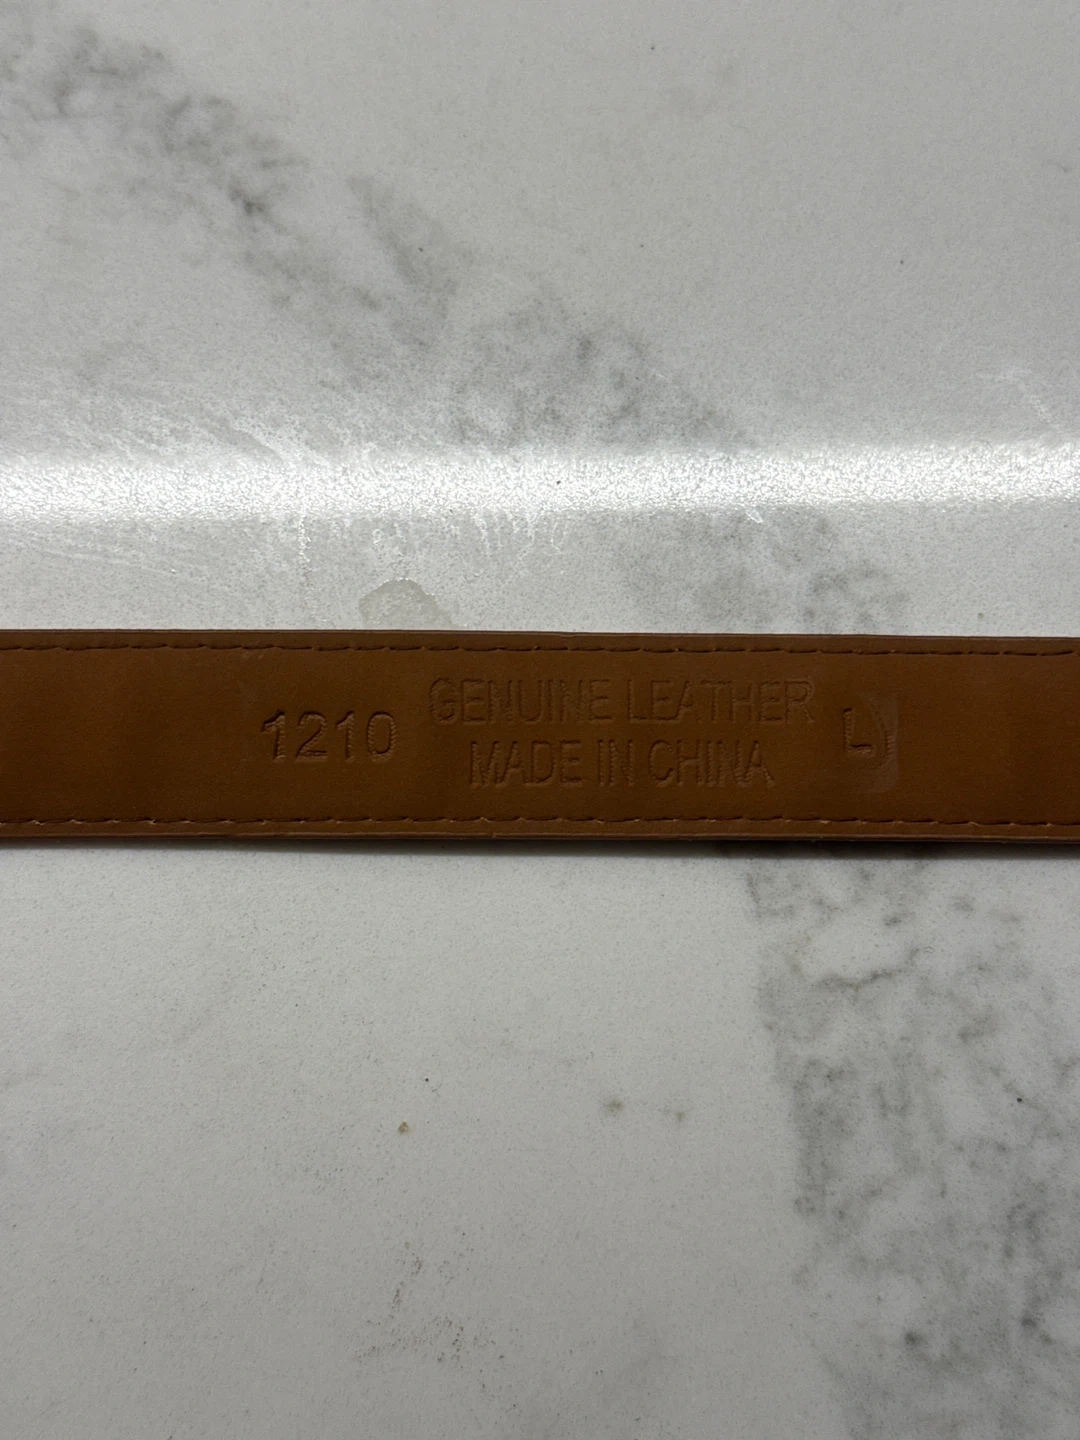 1210
GENUINE LEATHER
MADE IN CHINA
L